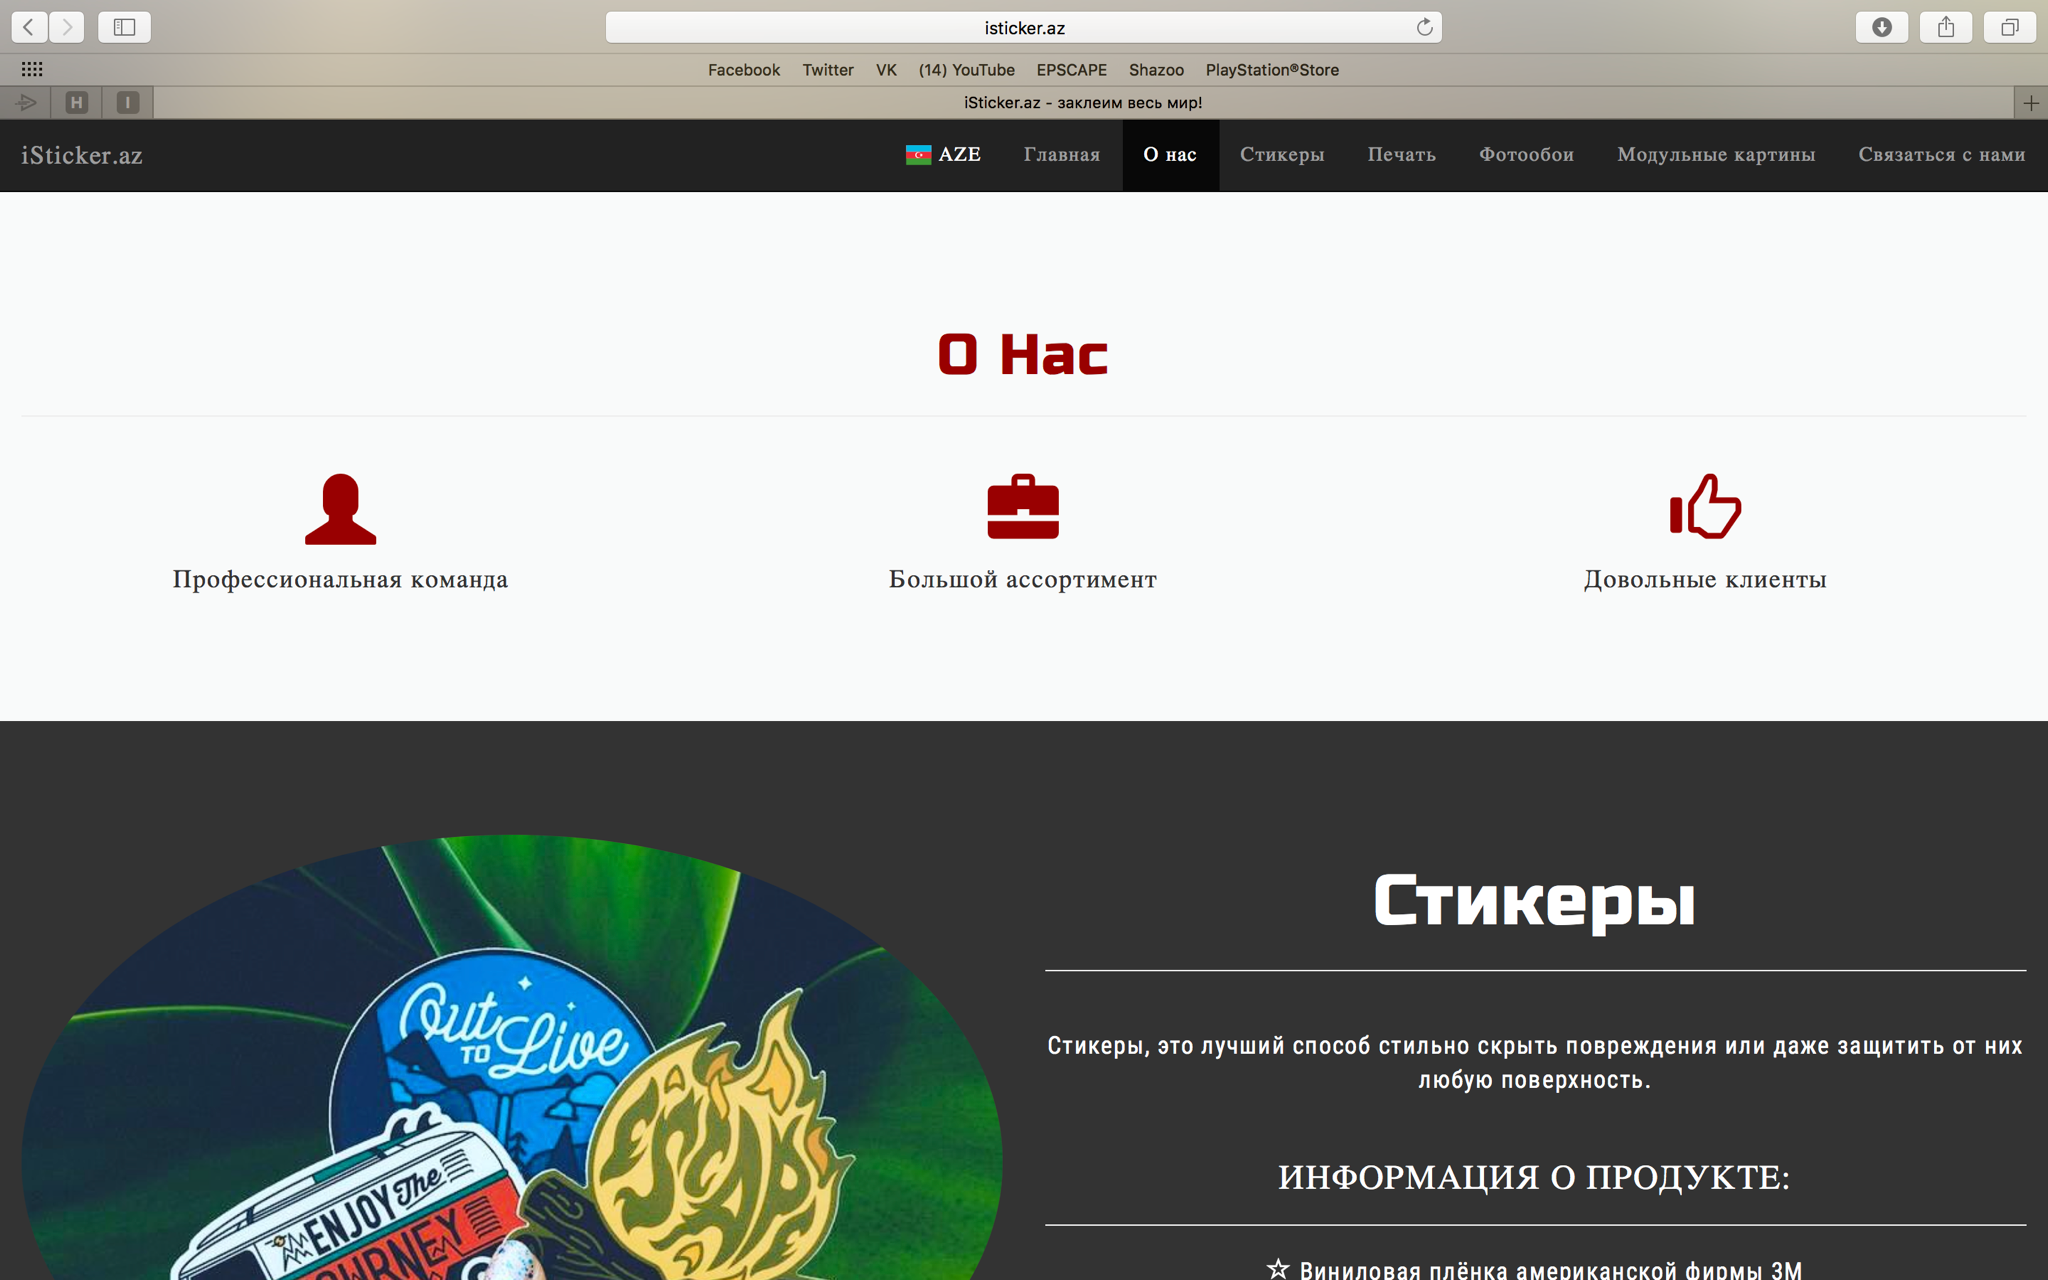 isticker.az
Facebook Twitter VK (14) YouTube EPSCAPE Shazoo PlayStation®Store
H I iSticker.az - заклеим весь мир!
iSticker.az AZE Главная О нас Стикеры Печать Фотообои Модульные картины Связаться с нами
О Нас
Профессиональная команда Большой ассортимент Довольные клиенты
Стикеры
Стикеры, это лучший способ стильно скрыть повреждения или даже защитить от них
любую поверхность.
ИНФОРМАЦИЯ О ПРОДУКТЕ:
Виниловая плёнка американской фирмы 3M
Out
TO Live
ESCAPE
ENJOY The
JOURNEY